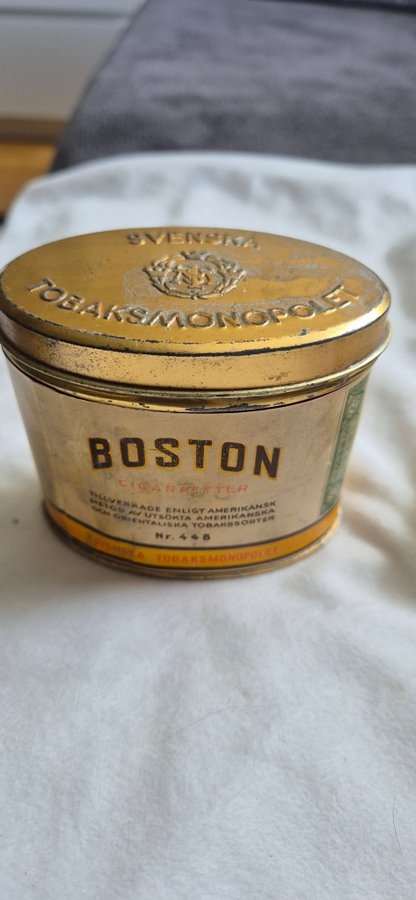 SVENSKA
TOBAKSMONOPOLET
BOSTON
CIGARRETTER
TILLVERKADE ENLIGT AMERIKANSK
METOD AV UTSÖKTA AMERIKANSKA
OCH ORIENTALISKA TOBAKSSORTER
Nr. 448
SVENSKA TOBAKSMONOPOLET